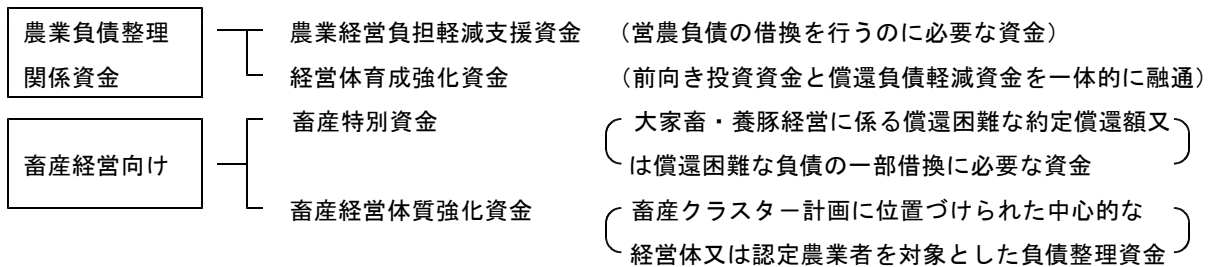 農業負債整理 農業経営負担軽減支援資金 （営農負債の借換を行うのに必要な資金）
関係資金 経営体育成強化資金 （前向き投資資金と償還負債軽減資金を一体的に融通）
畜産特別資金 大家畜・養豚経営に係る償還困難な約定償還額又
畜産経営向け は償還困難な負債の一部借換に必要な資金
畜産経営体質強化資金 畜産クラスター計画に位置づけられた中心的な
経営体又は認定農業者を対象とした負債整理資金